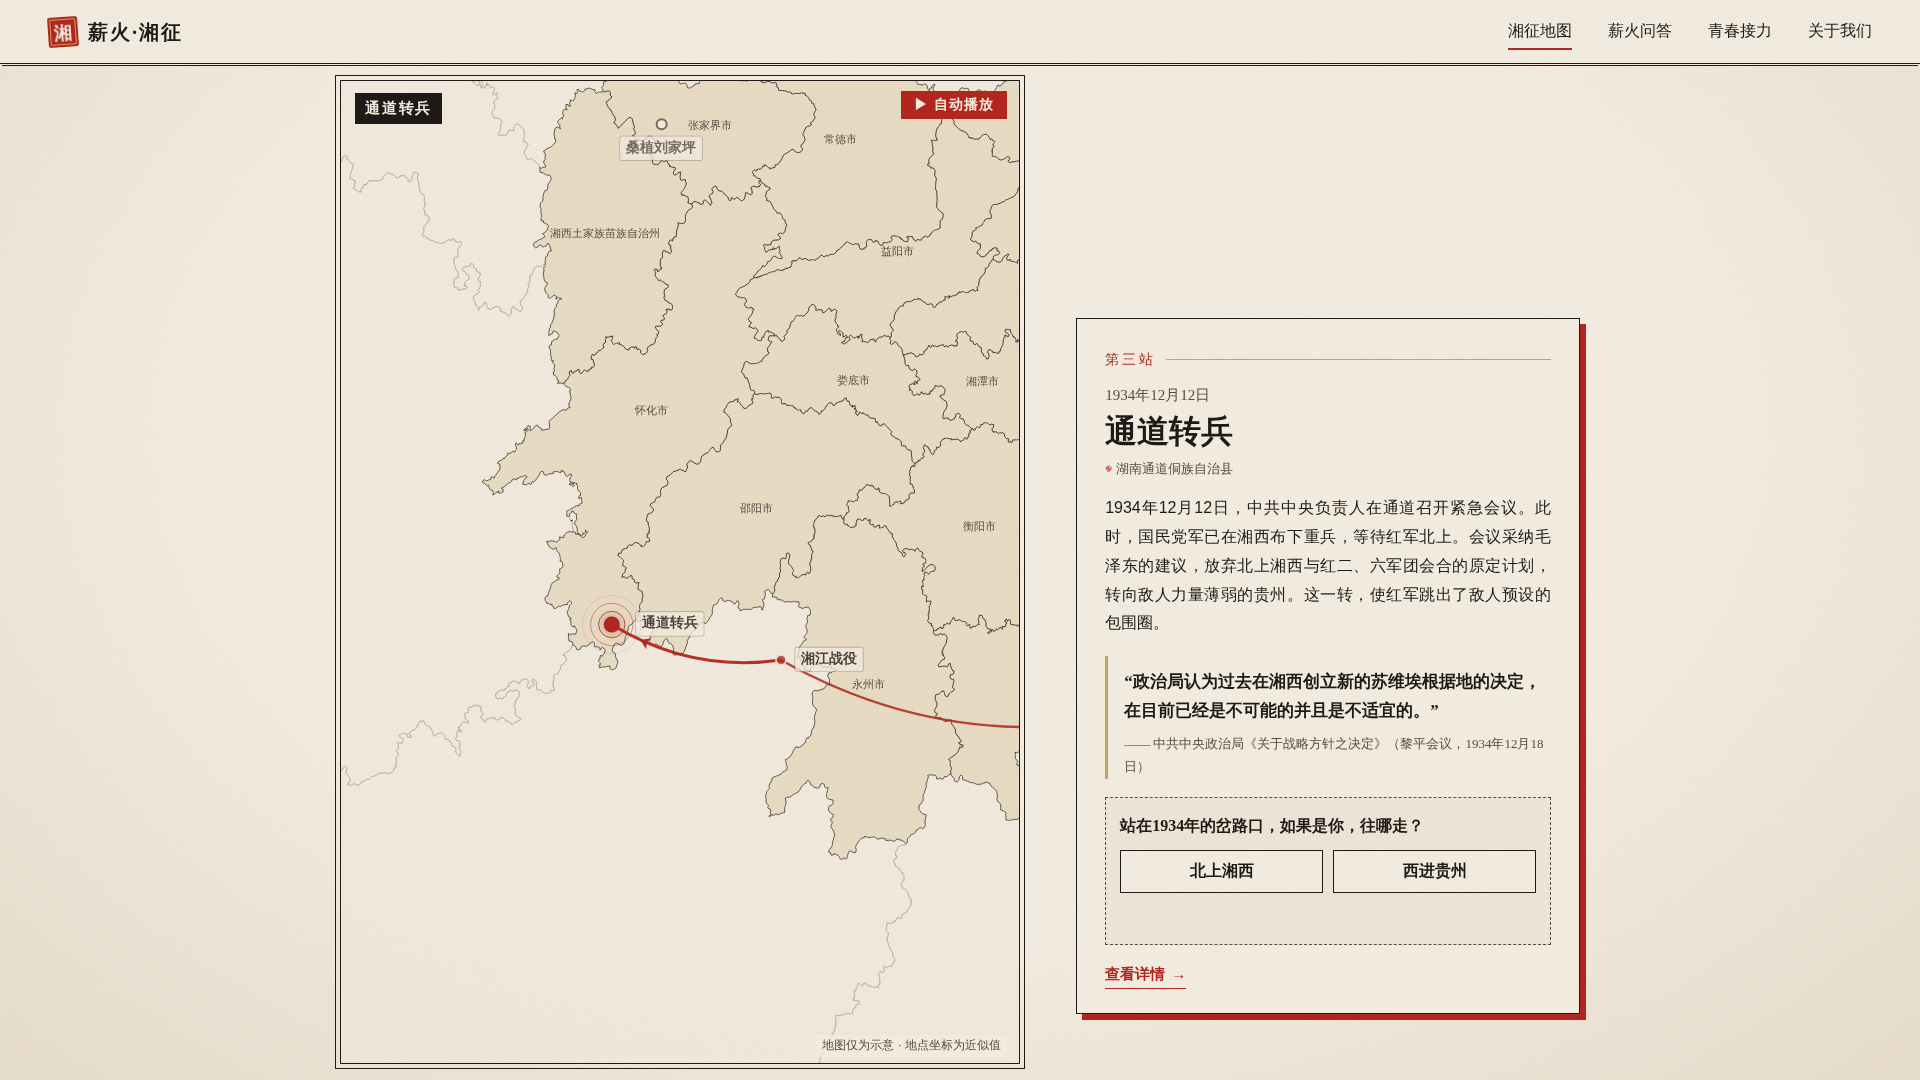 湘
薪火·湘征
湘征地图
薪火问答
青春接力
关于我们
通道转兵
▶ 自动播放
张家界市
常德市
桑植刘家坪
湘西土家族苗族自治州
益阳市
娄底市
湘潭市
怀化市
邵阳市
衡阳市
通道转兵
湘江战役
永州市
地图仅为示意 · 地点坐标为近似值
第三站
1934年12月12日
通道转兵
湖南通道侗族自治县
1934年12月12日，中共中央负责人在通道召开紧急会议。此
时，国民党军已在湘西布下重兵，等待红军北上。会议采纳毛
泽东的建议，放弃北上湘西与红二、六军团会合的原定计划，
转向敌人力量薄弱的贵州。这一转，使红军跳出了敌人预设的
包围圈。
“政治局认为过去在湘西创立新的苏维埃根据地的决定，
在目前已经是不可能的并且是不适宜的。”
—— 中共中央政治局《关于战略方针之决定》（黎平会议，1934年12月18
日）
站在1934年的岔路口，如果是你，往哪走？
北上湘西
西进贵州
查看详情 →